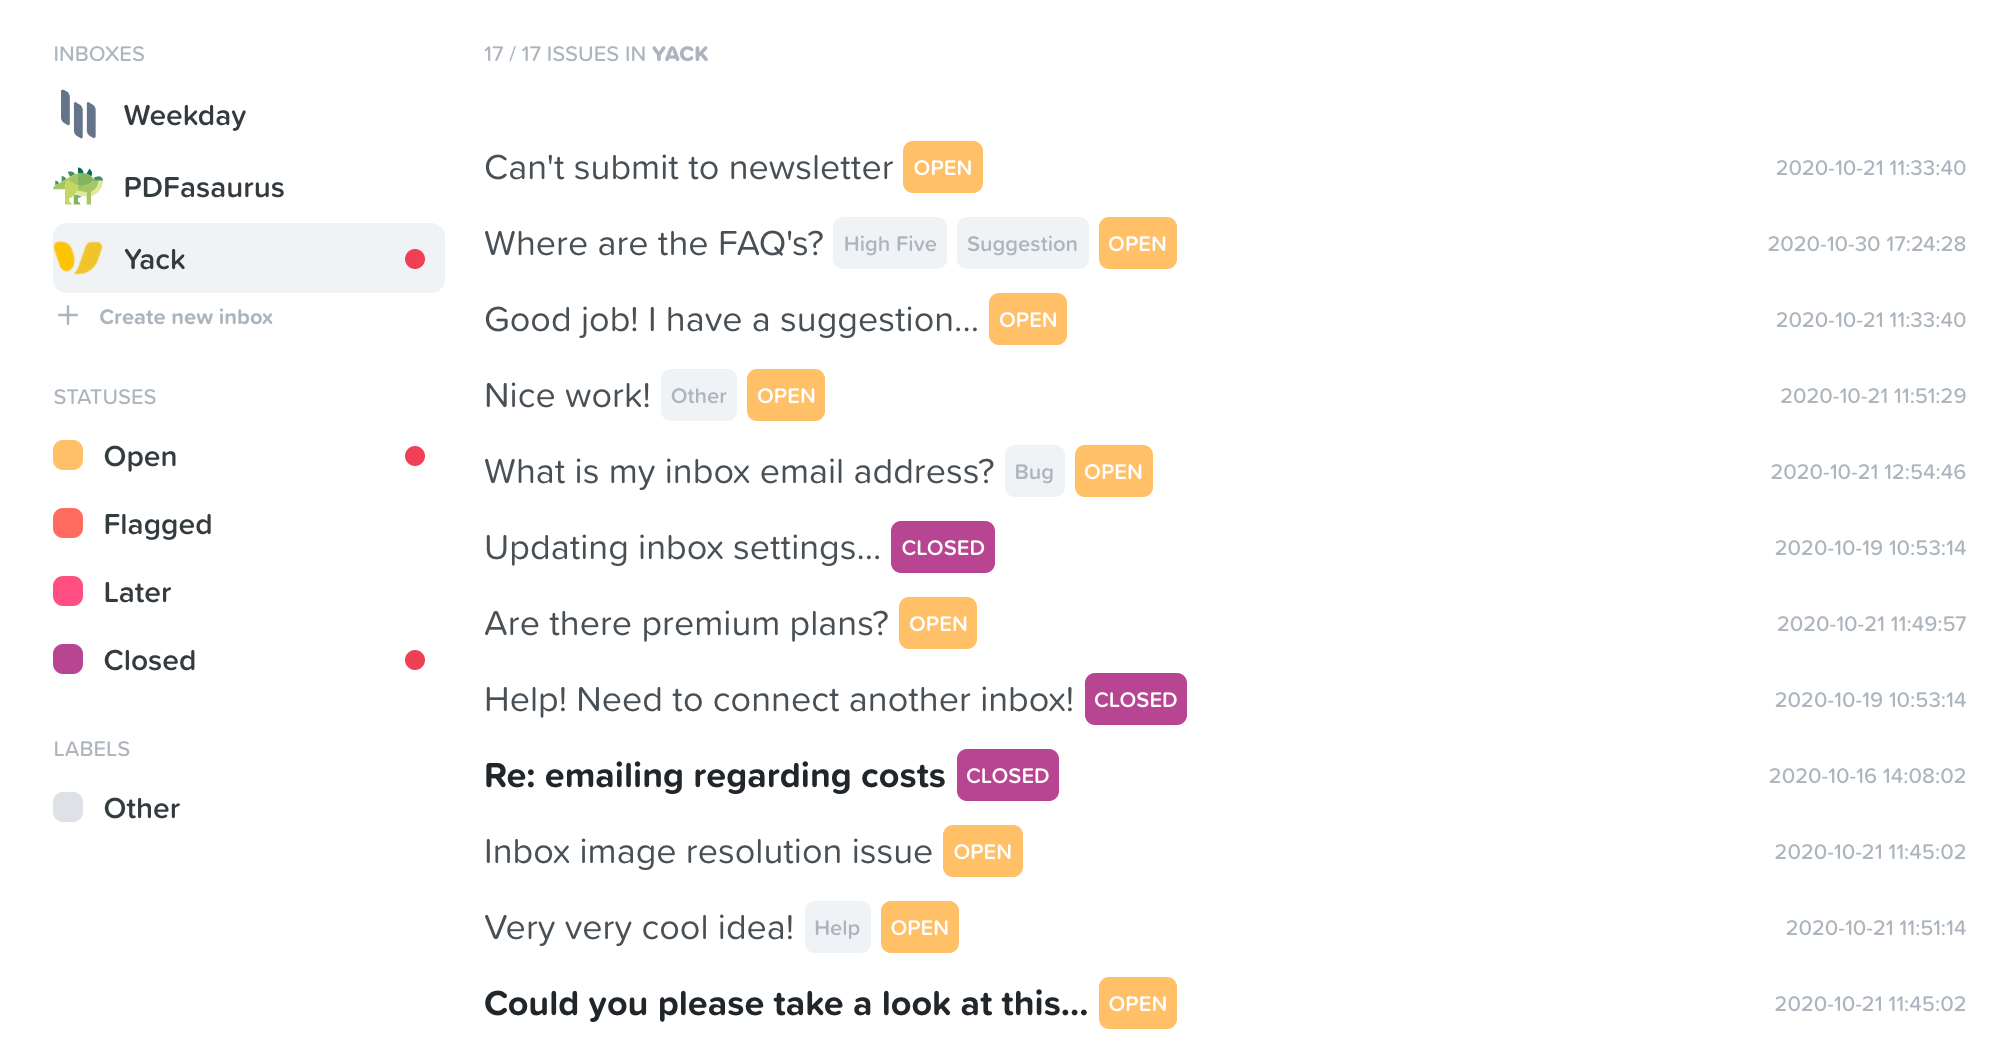 INBOXES
Weekday
PDFasaurus
Yack
Create new inbox
STATUSES
Open
Flagged
Later
Closed
LABELS
Other
17 / 17 ISSUES IN YACK
Can't submit to newsletter OPEN 2020-10-21 11:33:40
Where are the FAQ's? High Five Suggestion OPEN 2020-10-30 17:24:28
Good job! I have a suggestion... OPEN 2020-10-21 11:33:40
Nice work! Other OPEN 2020-10-21 11:51:29
What is my inbox email address? Bug OPEN 2020-10-21 12:54:46
Updating inbox settings... CLOSED 2020-10-19 10:53:14
Are there premium plans? OPEN 2020-10-21 11:49:57
Help! Need to connect another inbox! CLOSED 2020-10-19 10:53:14
Re: emailing regarding costs CLOSED 2020-10-16 14:08:02
Inbox image resolution issue OPEN 2020-10-21 11:45:02
Very very cool idea! Help OPEN 2020-10-21 11:51:14
Could you please take a look at this... OPEN 2020-10-21 11:45:02